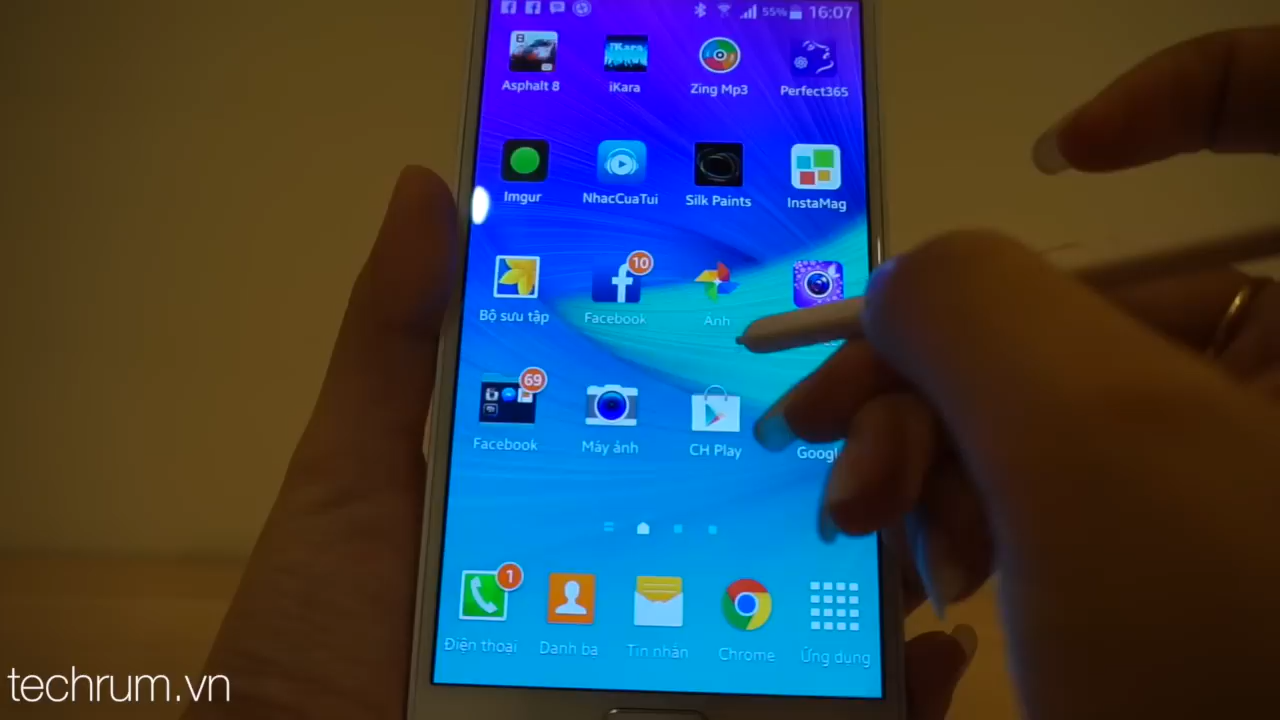 55% 16:07
Asphalt 8 iKara Zing Mp3 Perfect365
Imgur NhacCuaTui Silk Paints InstaMag
10
Bộ sưu tập Facebook Ảnh
69
Facebook Máy ảnh CH Play Googl
1
Điện thoại Danh bạ Tin nhắn Chrome Ứng dụng
techrum.vn